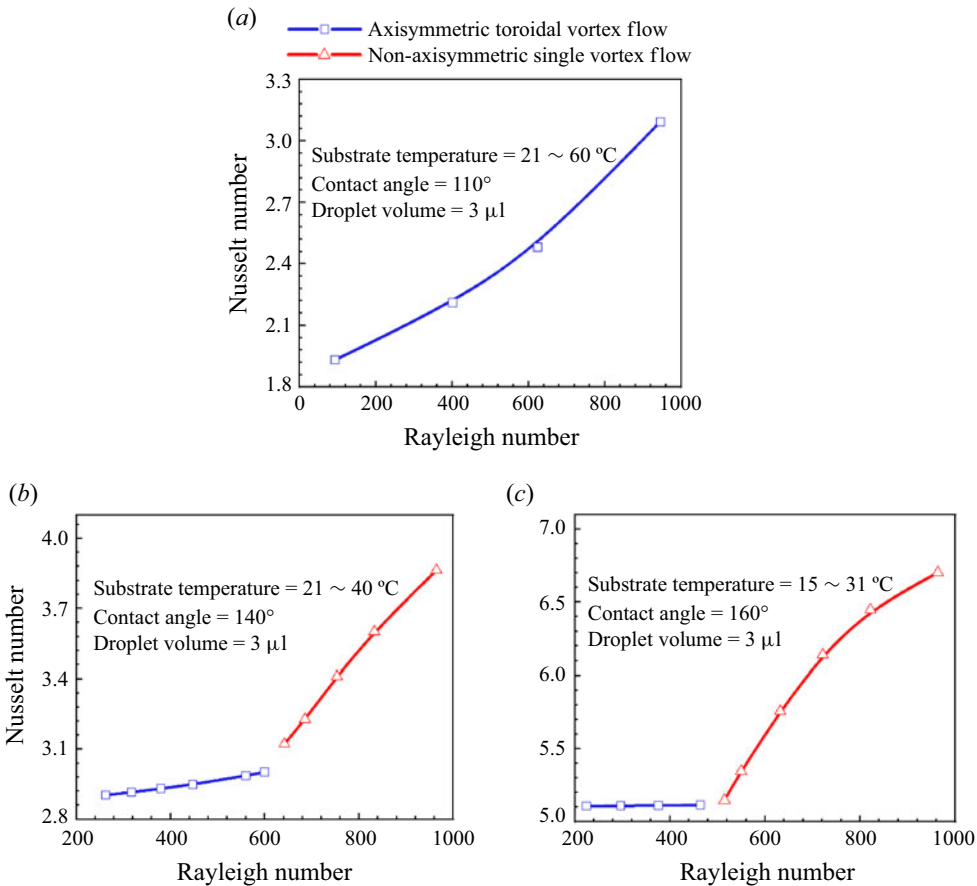 (a)
Axisymmetric toroidal vortex flow
Non-axisymmetric single vortex flow
3.3
3.0
2.7
2.4
2.1
1.8
Nusselt number
Substrate temperature = 21 ~ 60 ºC
Contact angle = 110°
Droplet volume = 3 μl
0 200 400 600 800 1000
Rayleigh number
(b)
4.0
3.7
3.4
3.1
2.8
Nusselt number
Substrate temperature = 21 ~ 40 ºC
Contact angle = 140°
Droplet volume = 3 μl
200 400 600 800 1000
Rayleigh number
(c)
7.0
6.5
6.0
5.5
5.0
Substrate temperature = 15 ~ 31 ºC
Contact angle = 160°
Droplet volume = 3 μl
200 400 600 800 1000
Rayleigh number